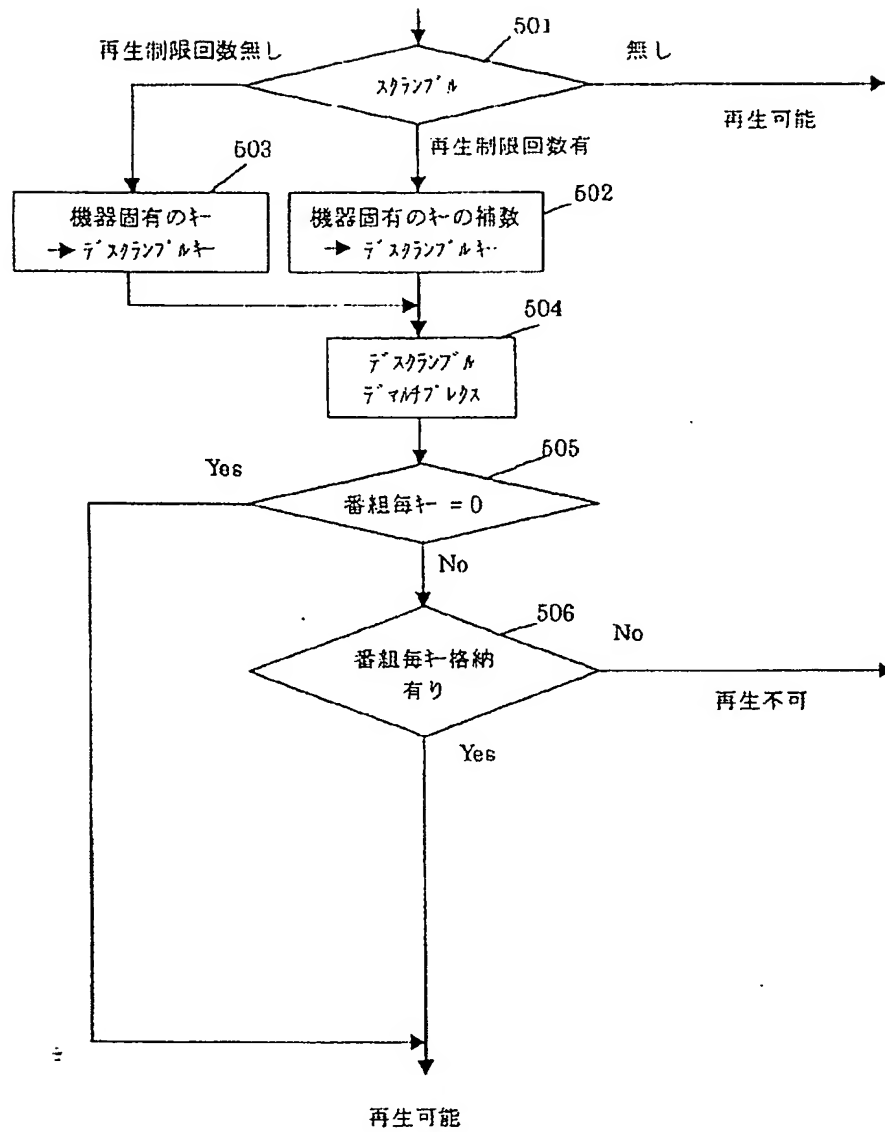 501
再生制限回数無し
無し
スクランブル
再生可能
再生制限回数有
503
502
機器固有のキー
→ デスクランブルキー
機器固有のキーの補数
→ デスクランブルキー
504
デスクランブル
デマルチプレクス
505
Yes
番組毎キー = 0
No
506
No
番組毎キー格納
有り
再生不可
Yes
再生可能